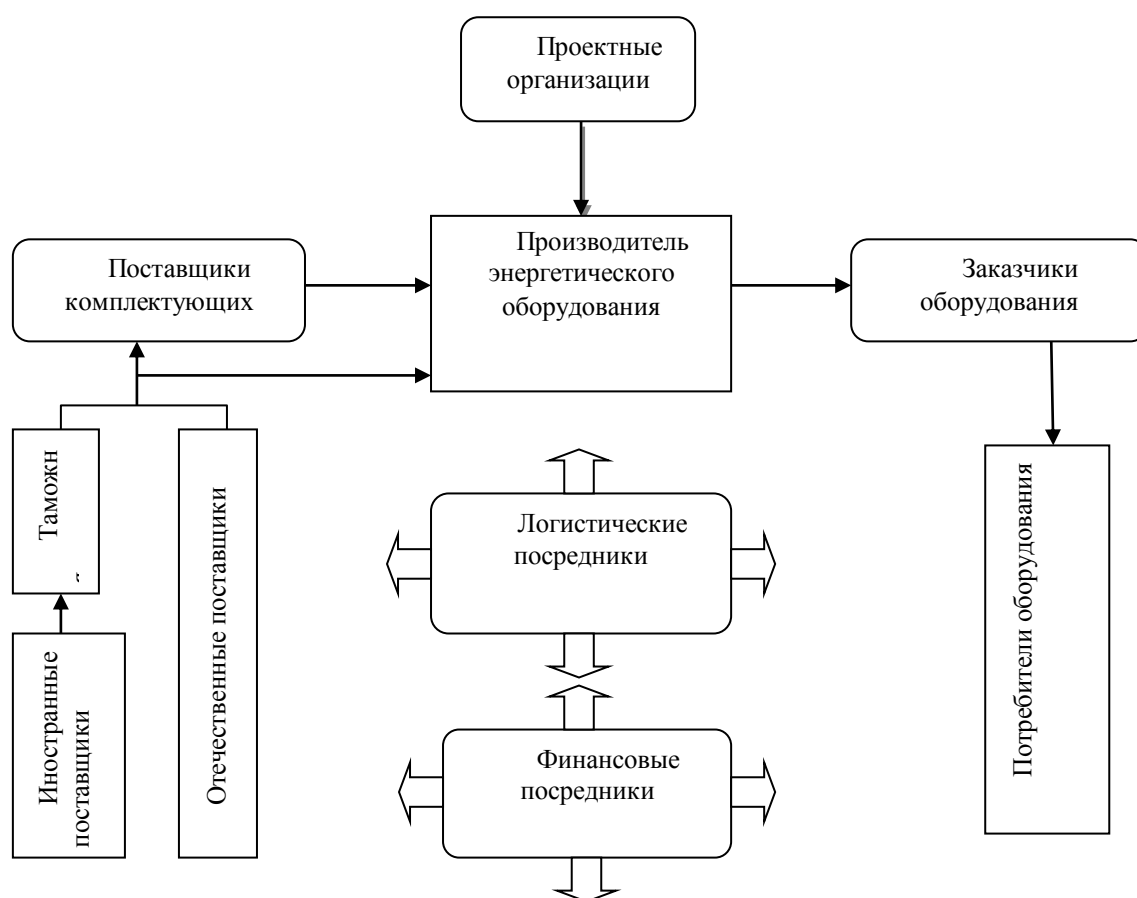 Проектные
организации
Поставщики
комплектующих
Производитель
энергетического
оборудования
Заказчики
оборудования
Таможн
Иностранные
поставщики
Отечественные поставщики
Логистические
посредники
Финансовые
посредники
Потребители оборудования